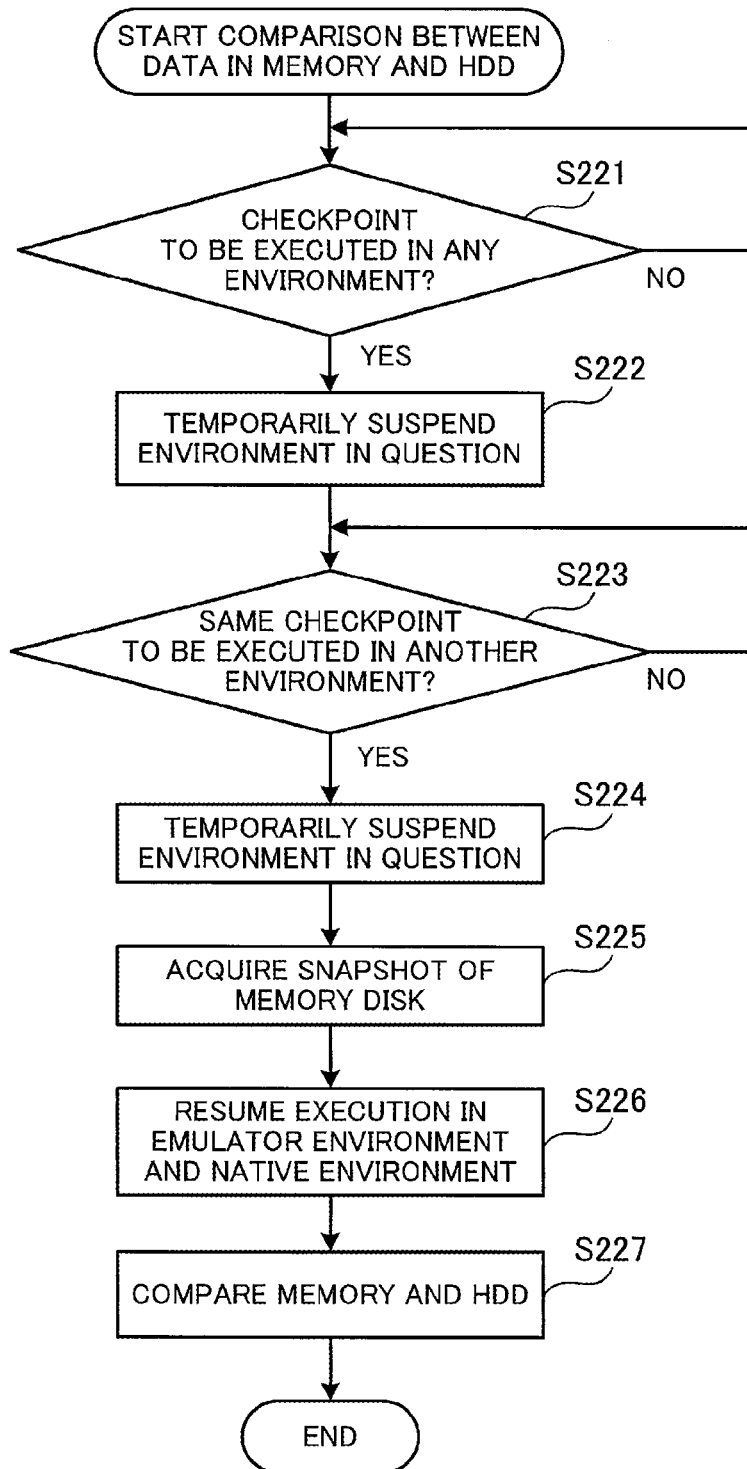 START COMPARISON BETWEEN
DATA IN MEMORY AND HDD
S221
CHECKPOINT
TO BE EXECUTED IN ANY
ENVIRONMENT?
NO
YES
S222
TEMPORARILY SUSPEND
ENVIRONMENT IN QUESTION
S223
SAME CHECKPOINT
TO BE EXECUTED IN ANOTHER
ENVIRONMENT?
NO
YES
S224
TEMPORARILY SUSPEND
ENVIRONMENT IN QUESTION
S225
ACQUIRE SNAPSHOT OF
MEMORY DISK
S226
RESUME EXECUTION IN
EMULATOR ENVIRONMENT
AND NATIVE ENVIRONMENT
S227
COMPARE MEMORY AND HDD
END